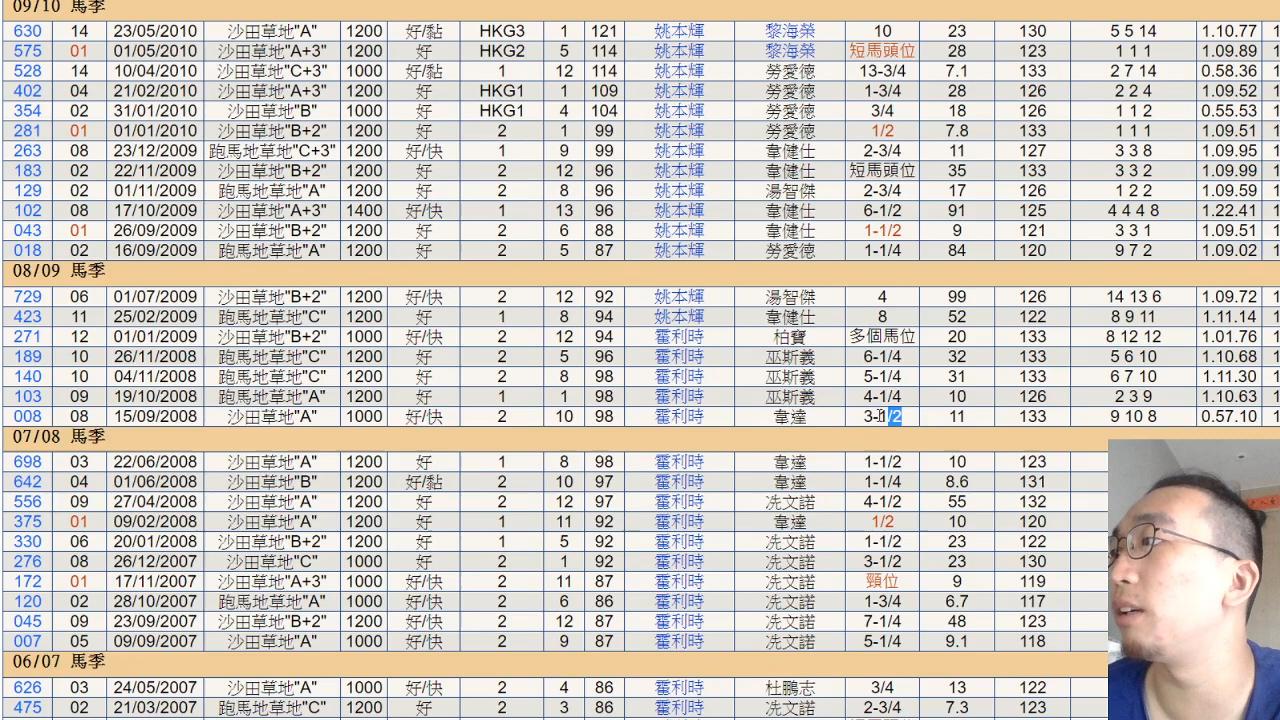 09/10 馬季
630 14 23/05/2010 沙田草地"A" 1200 好/黏 HKG3 1 121 姚本輝 黎海榮 10 23 130 5 5 14 1.10.77
575 01 01/05/2010 沙田草地"A+3" 1200 好 HKG2 5 114 姚本輝 黎海榮 短馬頭位 28 123 1 1 1 1.09.89
528 14 10/04/2010 沙田草地"C+3" 1000 好/黏 1 12 114 姚本輝 勞愛德 13-3/4 7.1 133 2 7 14 0.58.36
402 04 21/02/2010 沙田草地"A+3" 1200 好 HKG1 1 109 姚本輝 勞愛德 1-3/4 28 126 2 2 4 1.09.52
354 02 31/01/2010 沙田草地"B" 1000 好 HKG1 4 104 姚本輝 勞愛德 3/4 18 126 1 1 2 0.55.53
281 01 01/01/2010 沙田草地"B+2" 1200 好 2 1 99 姚本輝 勞愛德 1/2 7.8 133 1 1 1 1.09.51
263 08 23/12/2009 跑馬地草地"C+3" 1200 好/快 1 9 99 姚本輝 韋健仕 2-3/4 11 127 3 3 8 1.09.95
183 02 22/11/2009 沙田草地"B+2" 1200 好 2 12 96 姚本輝 韋健仕 短馬頭位 35 133 3 3 2 1.09.99
129 02 01/11/2009 跑馬地草地"A" 1200 好 2 8 96 姚本輝 湯智傑 2-3/4 17 126 1 2 2 1.09.59
102 08 17/10/2009 沙田草地"A+3" 1400 好/快 1 13 96 姚本輝 韋健仕 6-1/2 91 125 4 4 4 8 1.22.41
043 01 26/09/2009 沙田草地"B+2" 1200 好 2 6 88 姚本輝 韋健仕 1-1/2 9 121 3 3 1 1.09.51
018 02 16/09/2009 跑馬地草地"A" 1200 好 2 5 87 姚本輝 勞愛德 1-1/4 84 120 9 7 2 1.09.02
08/09 馬季
729 06 01/07/2009 沙田草地"B+2" 1200 好/快 2 12 92 姚本輝 湯智傑 4 99 126 14 13 6 1.09.72
423 11 25/02/2009 跑馬地草地"C" 1200 好 1 8 94 姚本輝 韋健仕 8 52 122 8 9 11 1.11.14
271 12 01/01/2009 沙田草地"B+2" 1000 好/快 2 12 94 霍利時 柏寶 多個馬位 20 133 8 12 12 1.01.76
189 10 26/11/2008 跑馬地草地"C" 1200 好 2 5 96 霍利時 巫斯義 6-1/4 32 133 5 6 10 1.10.68
140 10 04/11/2008 跑馬地草地"C" 1200 好 2 8 98 霍利時 巫斯義 5-1/4 31 133 6 7 10 1.11.30
103 09 19/10/2008 跑馬地草地"A" 1200 好 1 1 98 霍利時 巫斯義 4-1/4 10 126 2 3 9 1.10.63
008 08 15/09/2008 沙田草地"A" 1000 好/快 2 10 98 霍利時 韋達 3-1/2 11 133 9 10 8 0.57.10
07/08 馬季
698 03 22/06/2008 沙田草地"A" 1200 好 1 8 98 霍利時 韋達 1-1/2 10 123
642 04 01/06/2008 沙田草地"B" 1200 好/黏 2 10 97 霍利時 韋達 1-1/4 8.6 131
556 09 27/04/2008 沙田草地"A" 1200 好 2 12 97 霍利時 冼文諾 4-1/2 55 132
375 01 09/02/2008 沙田草地"A" 1200 好 1 11 92 霍利時 韋達 1/2 10 120
330 06 20/01/2008 沙田草地"B+2" 1200 好 1 5 92 霍利時 冼文諾 1-1/2 23 122
276 08 26/12/2007 沙田草地"C" 1200 好 2 1 92 霍利時 冼文諾 3-1/2 23 130
172 01 17/11/2007 沙田草地"A+3" 1000 好/快 2 11 87 霍利時 冼文諾 頸位 9 119
120 02 28/10/2007 跑馬地草地"A" 1200 好 2 6 86 霍利時 冼文諾 1-3/4 6.7 117
045 09 23/09/2007 沙田草地"B+2" 1200 好/快 2 12 87 霍利時 冼文諾 7-1/4 48 123
007 05 09/09/2007 沙田草地"A" 1000 好/快 2 9 87 霍利時 冼文諾 5-1/4 9.1 118
06/07 馬季
626 03 24/05/2007 沙田草地"A" 1000 好/快 2 4 86 霍利時 杜鵬志 3/4 13 122
475 02 21/03/2007 跑馬地草地"C" 1200 好 2 3 86 霍利時 冼文諾 2-3/4 7.3 123